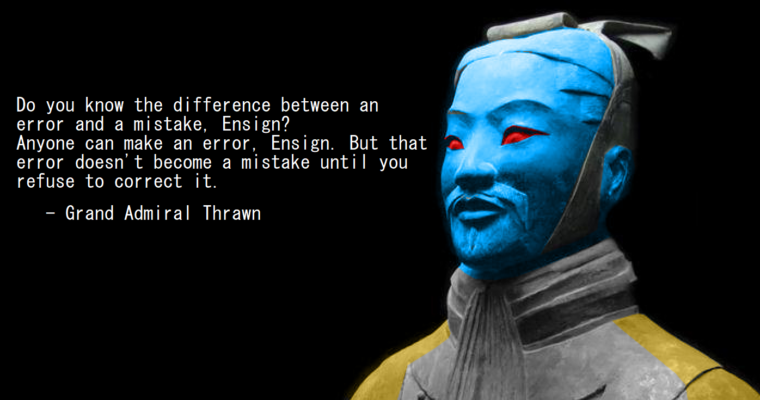 Do you know the difference between an
error and a mistake, Ensign?
Anyone can make an error, Ensign. But that
error doesn't become a mistake until you
refuse to correct it.
– Grand Admiral Thrawn